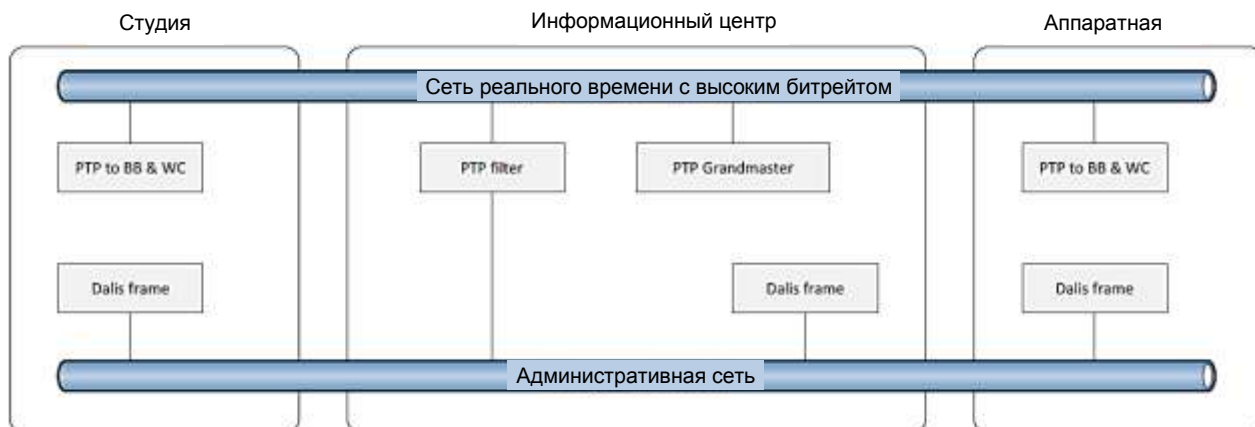 Студия
Информационный центр
Аппаратная
Сеть реального времени с высоким битрейтом
PTP to BB & WC
PTP filter
PTP Grandmaster
PTP to BB & WC
Dalis frame
Dalis frame
Dalis frame
Административная сеть